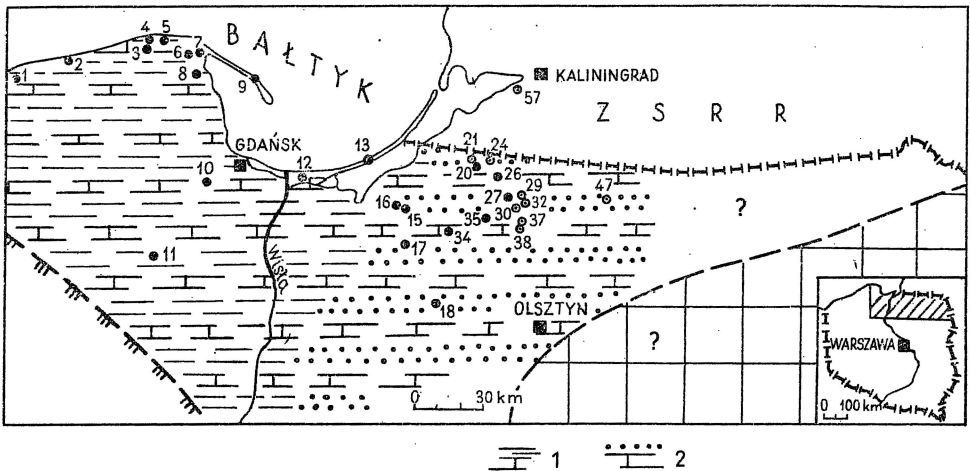 BAŁTYK
4 5
3 6 7
1 2 8 9
KALININGRAD
57
ZSRR
GDAŃSK
13
12
10
21 24
20 26
29 47
27 32
16 30
15 35 37
34 38
17
11
WISŁA
18
OLSZTYN
?
?
WARSZAWA
0 100 km
0 30 km
1 2